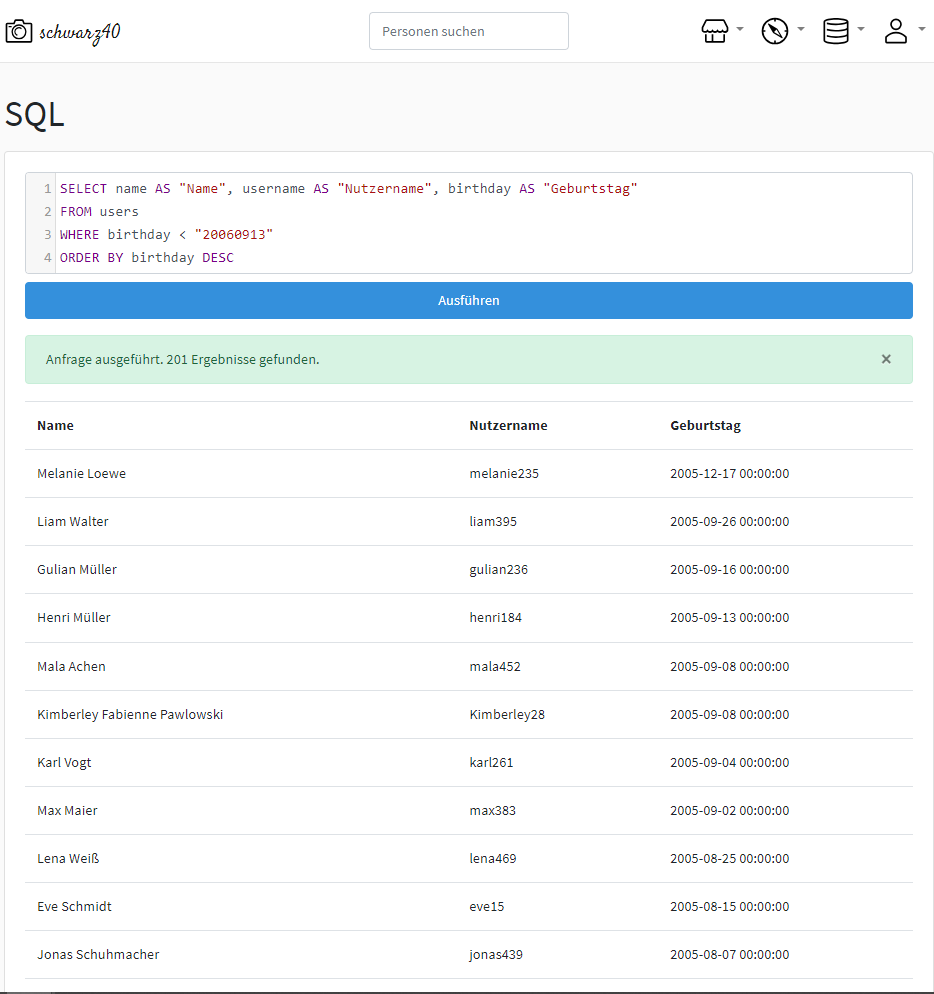 schwarz40
Personen suchen
SQL
1 SELECT name AS "Name", username AS "Nutzername", birthday AS "Geburtstag"
2 FROM users
3 WHERE birthday < "20060913"
4 ORDER BY birthday DESC
Ausführen
Anfrage ausgeführt. 201 Ergebnisse gefunden. ×
Name Nutzername Geburtstag
Melanie Loewe melanie235 2005-12-17 00:00:00
Liam Walter liam395 2005-09-26 00:00:00
Gulian Müller gulian236 2005-09-16 00:00:00
Henri Müller henri184 2005-09-13 00:00:00
Mala Achen mala452 2005-09-08 00:00:00
Kimberley Fabienne Pawlowski Kimberley28 2005-09-08 00:00:00
Karl Vogt karl261 2005-09-04 00:00:00
Max Maier max383 2005-09-02 00:00:00
Lena Weiß lena469 2005-08-25 00:00:00
Eve Schmidt eve15 2005-08-15 00:00:00
Jonas Schuhmacher jonas439 2005-08-07 00:00:00